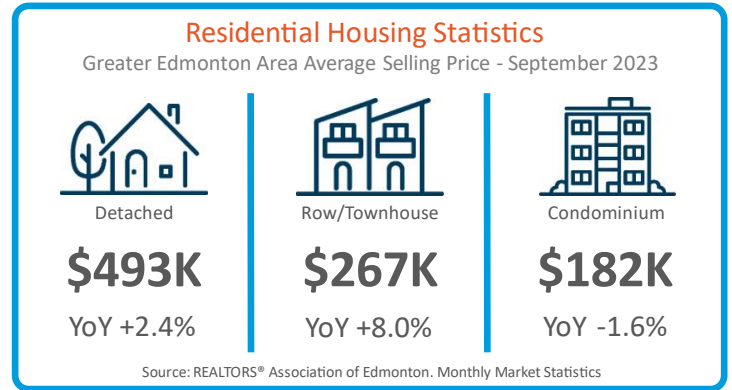 Residential Housing Statistics
Greater Edmonton Area Average Selling Price - September 2023
Detached
$493K
YoY +2.4%
Row/Townhouse
$267K
YoY +8.0%
Condominium
$182K
YoY -1.6%
Source: REALTORS® Association of Edmonton. Monthly Market Statistics